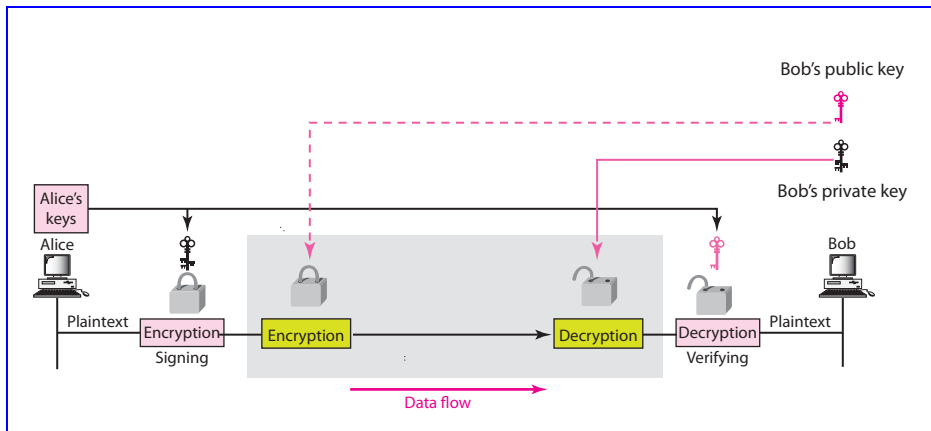 Bob's public key
Bob's private key
Alice's
keys
Alice
Bob
Plaintext
Encryption
Encryption
Decryption
Decryption
Plaintext
Signing
Verifying
Data flow